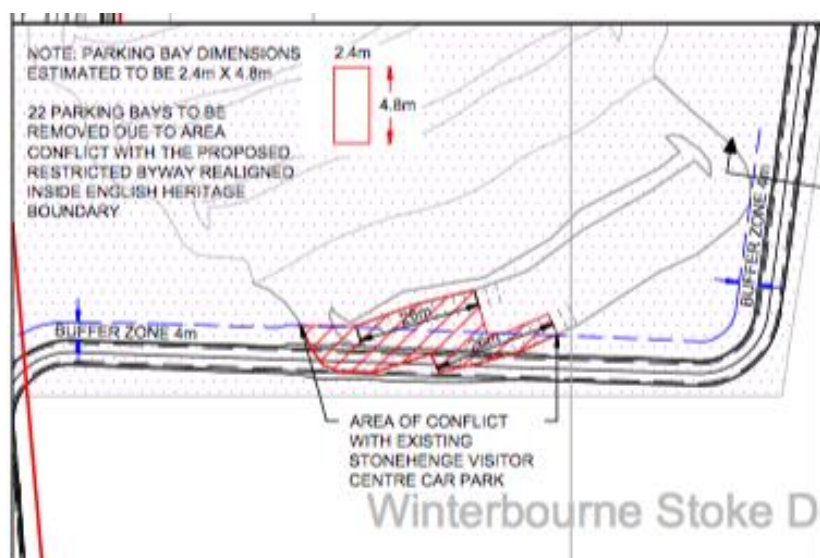 NOTE: PARKING BAY DIMENSIONS
ESTIMATED TO BE 2.4m X 4.8m
2.4m
4.8m
22 PARKING BAYS TO BE
REMOVED DUE TO AREA
CONFLICT WITH THE PROPOSED
RESTRICTED BYWAY REALIGNED
INSIDE ENGLISH HERITAGE
BOUNDARY
BUFFER ZONE 4m
BUFFER ZONE 4m
AREA OF CONFLICT
WITH EXISTING
STONEHENGE VISITOR
CENTRE CAR PARK
Winterbourne Stoke D